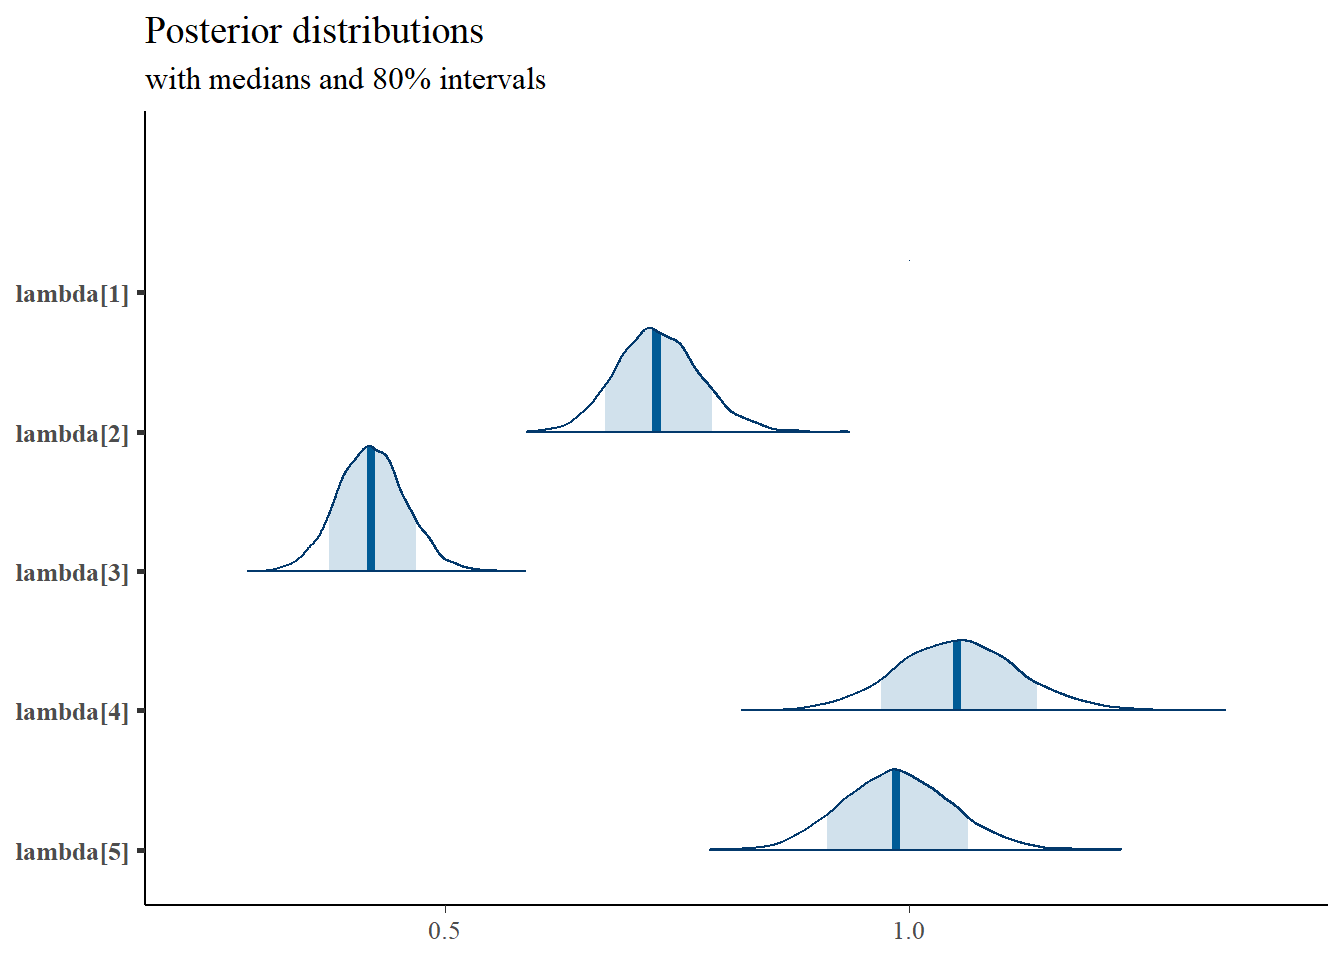 Posterior distributions
with medians and 80% intervals
lambda[1]
lambda[2]
lambda[3]
lambda[4]
lambda[5]
0.5
1.0